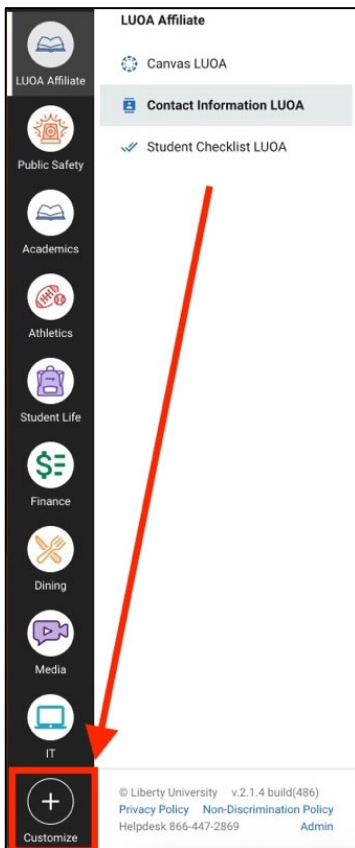 LUOA Affiliate
Canvas LUOA
Contact Information LUOA
Student Checklist LUOA
LUOA Affiliate
Public Safety
Academics
Athletics
Student Life
Finance
Dining
Media
IT
Customize
© Liberty University v.2.1.4 build(486)
Privacy Policy Non-Discrimination Policy
Helpdesk 866-447-2869 Admin